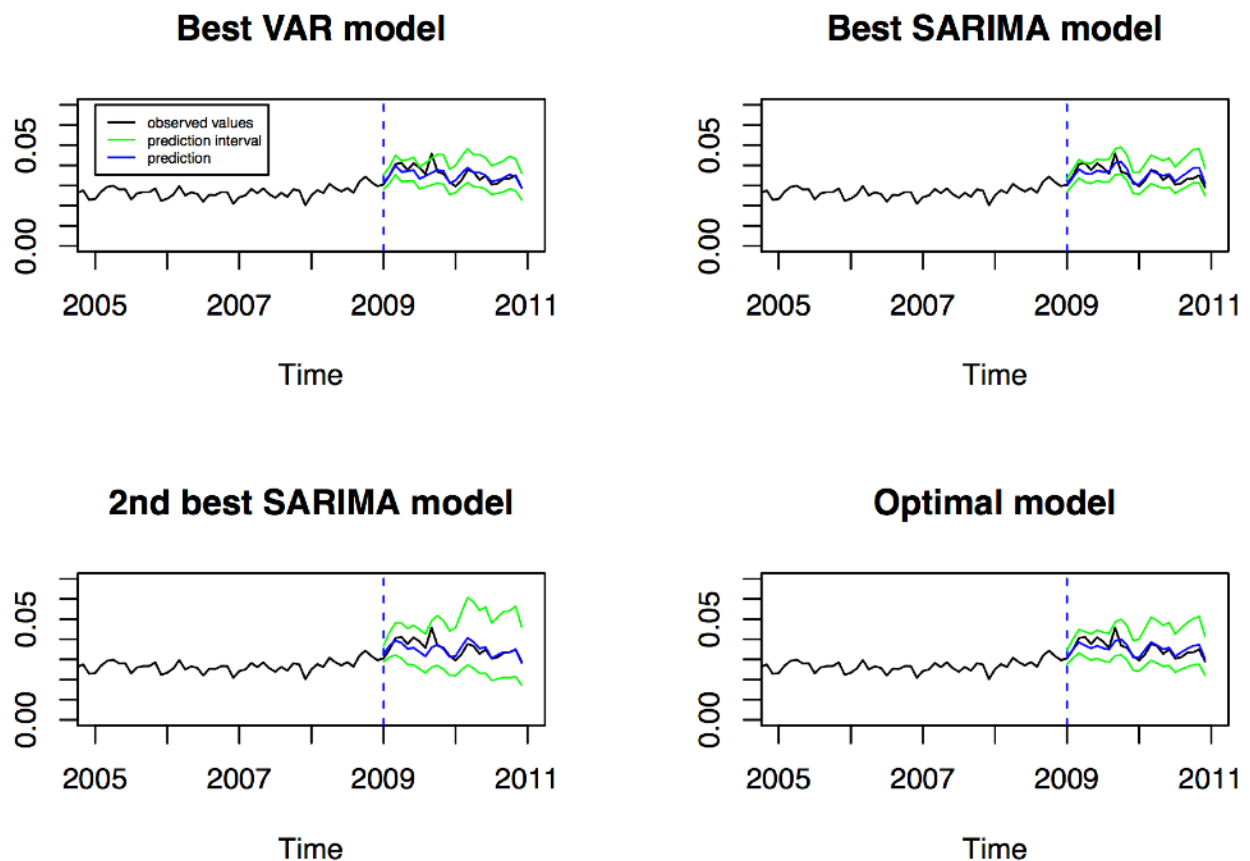 Best VAR model
0.05
0.00
observed values
prediction interval
prediction
2005 2007 2009 2011
Time
Best SARIMA model
0.05
0.00
2005 2007 2009 2011
Time
2nd best SARIMA model
0.05
0.00
2005 2007 2009 2011
Time
Optimal model
0.05
0.00
2005 2007 2009 2011
Time